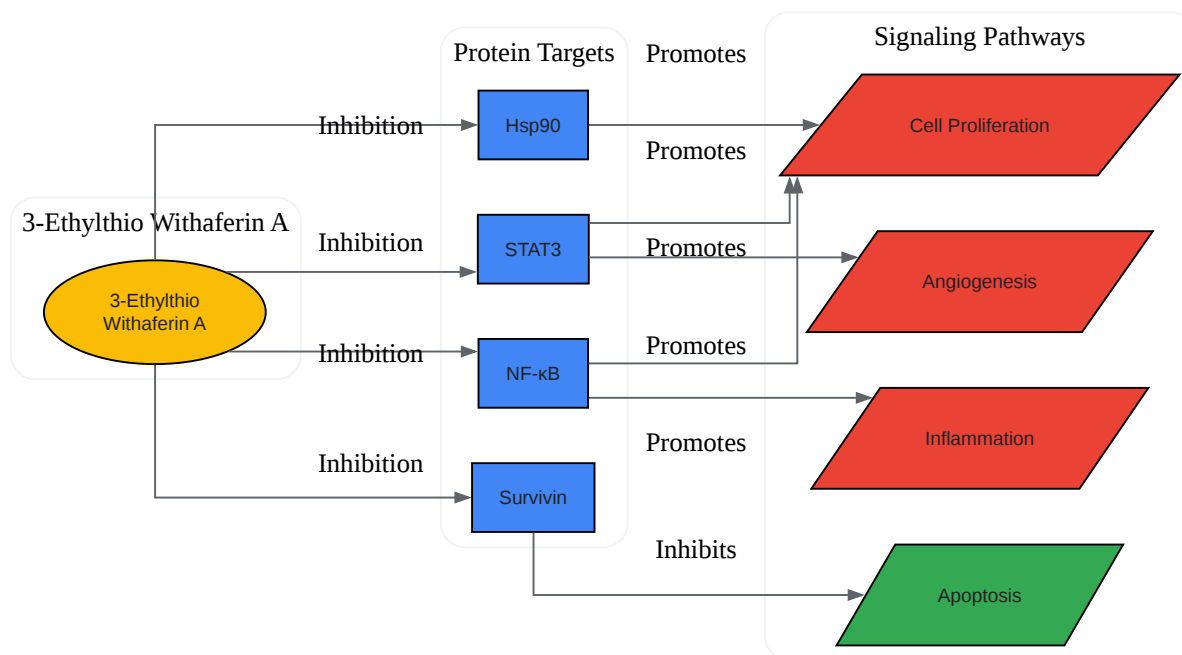 Protein Targets
Promotes
Signaling Pathways
Inhibition
Hsp90
Cell Proliferation
Promotes
3-Ethylthio Withaferin A
Inhibition
STAT3
Promotes
Angiogenesis
3-Ethylthio
Withaferin A
Inhibition
NF-κB
Promotes
Inflammation
Promotes
Inhibition
Survivin
Inhibits
Apoptosis